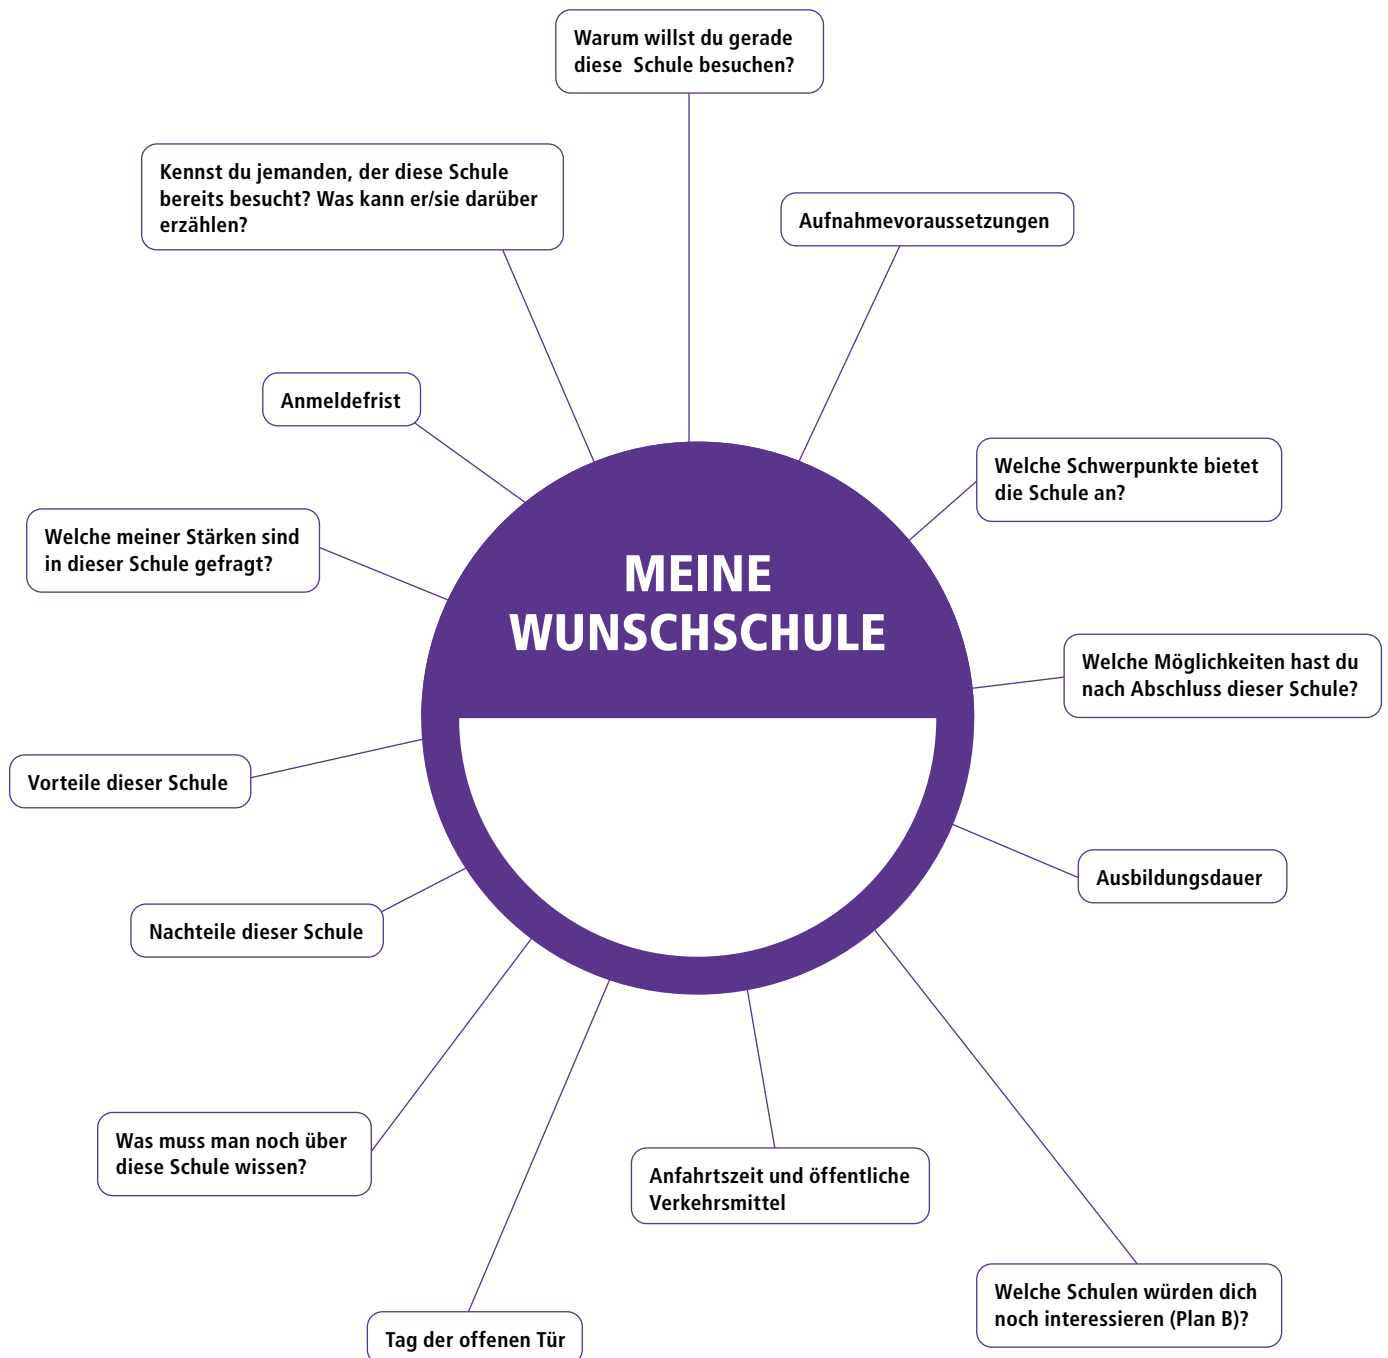 Warum willst du gerade
diese Schule besuchen?
Kennst du jemanden, der diese Schule
bereits besucht? Was kann er/sie darüber
erzählen?
Aufnahmevoraussetzungen
Anmeldefrist
Welche Schwerpunkte bietet
die Schule an?
Welche meiner Stärken sind
in dieser Schule gefragt?
MEINE
WUNSCHSCHULE
Welche Möglichkeiten hast du
nach Abschluss dieser Schule?
Vorteile dieser Schule
Ausbildungsdauer
Nachteile dieser Schule
Was muss man noch über
diese Schule wissen?
Anfahrtszeit und öffentliche
Verkehrsmittel
Welche Schulen würden dich
noch interessieren (Plan B)?
Tag der offenen Tür